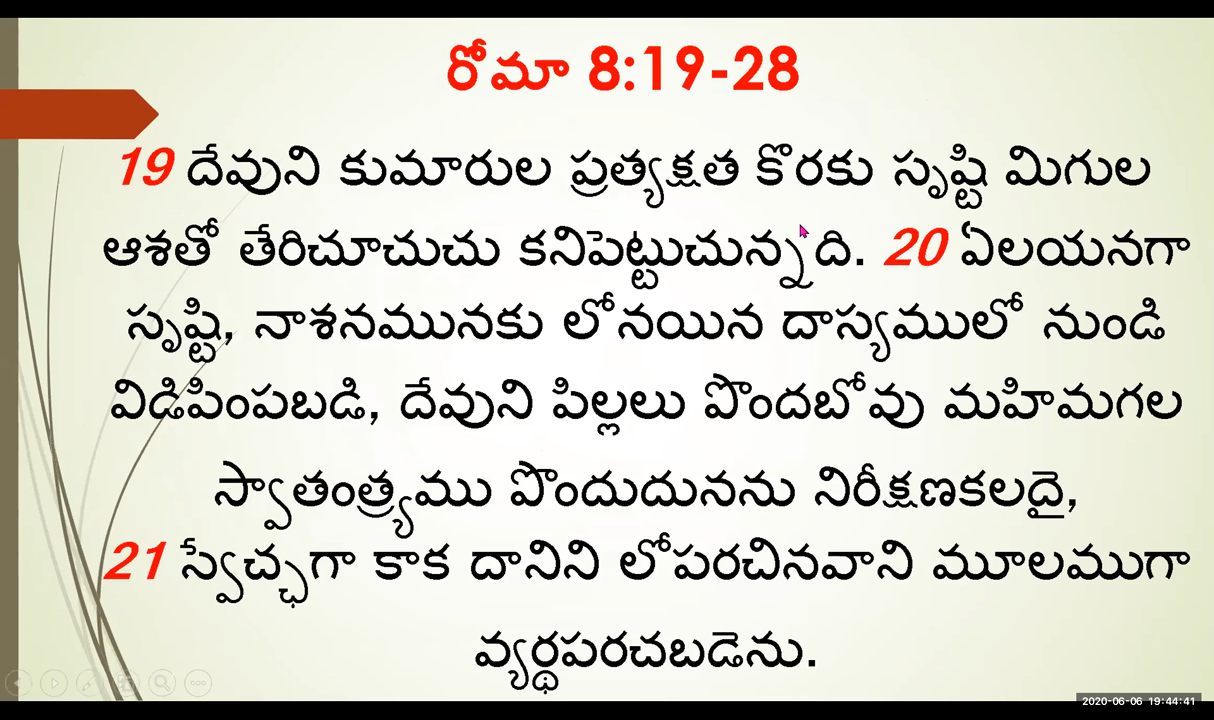 రోమా 8:19-28
19 దేవుని కుమారుల ప్రత్యక్షత కొరకు సృష్టి మిగుల
ఆశతో తేరిచూచుచు కనిపెట్టుచున్నది. 20 ఏలయనగా
సృష్టి, నాశనమునకు లోనయిన దాస్యములో నుండి
విడిపింపబడి, దేవుని పిల్లలు పొందబోవు మహిమగల
స్వాతంత్ర్యము పొందుదునను నిరీక్షణకలదై,
21 స్వేచ్ఛగా కాక దానిని లోపరచినవాని మూలముగా
వ్యర్థపరచబడెను.
2020-06-06 19:44:41